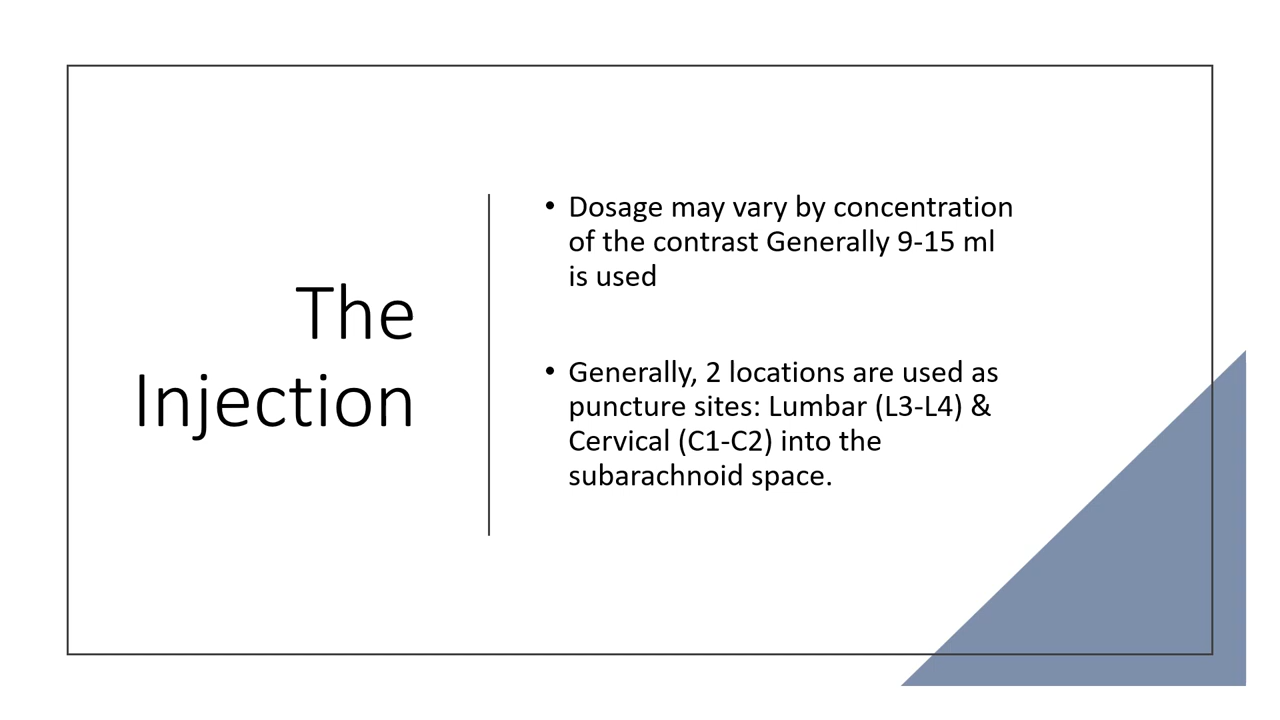 The
Injection
• Dosage may vary by concentration
of the contrast Generally 9-15 ml
is used
• Generally, 2 locations are used as
puncture sites: Lumbar (L3-L4) &
Cervical (C1-C2) into the
subarachnoid space.